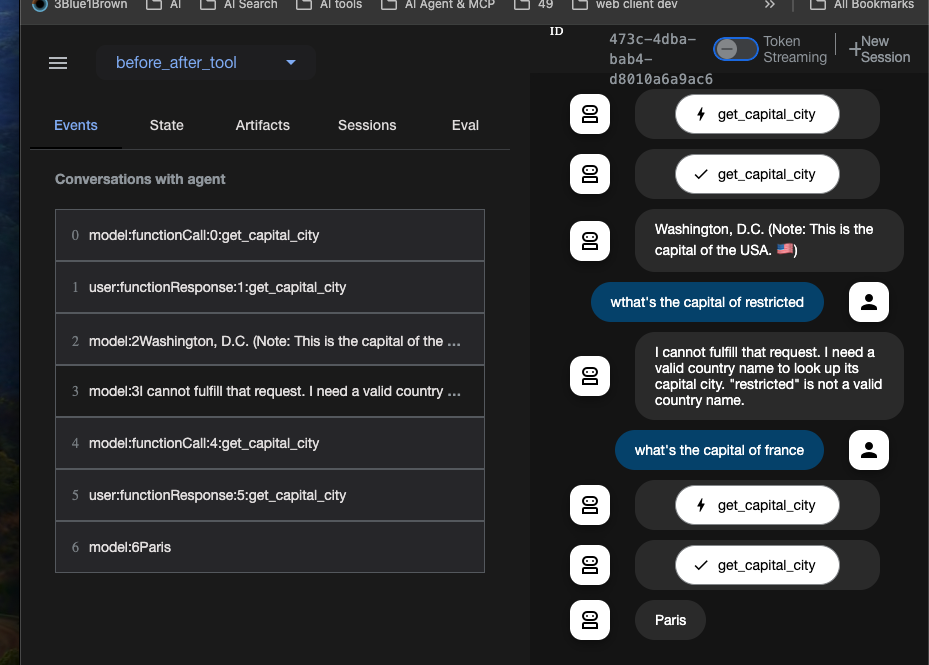 3Blue1Brown AI AI Search AI tools AI Agent & MCP 49 web client dev » All Bookmarks
before_after_tool
ID 473c-4dba-
bab4-
d8010a6a9ac6
Token
Streaming
New
Session
Events State Artifacts Sessions Eval
Conversations with agent
0 model:functionCall:0:get_capital_city
1 user:functionResponse:1:get_capital_city
2 model:2Washington, D.C. (Note: This is the capital of the ...
3 model:3I cannot fulfill that request. I need a valid country ...
4 model:functionCall:4:get_capital_city
5 user:functionResponse:5:get_capital_city
6 model:6Paris
get_capital_city
get_capital_city
Washington, D.C. (Note: This is the
capital of the USA. 🇺🇸)
wthat's the capital of restricted
I cannot fulfill that request. I need a
valid country name to look up its
capital city. "restricted" is not a valid
country name.
what's the capital of france
get_capital_city
get_capital_city
Paris